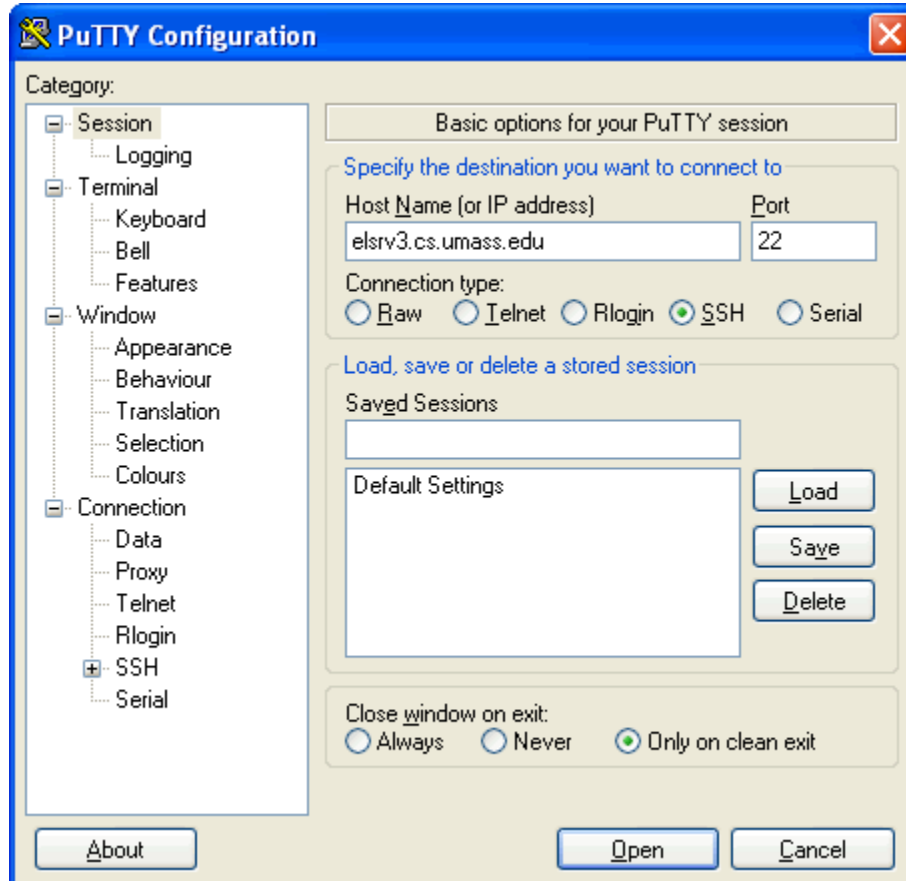 PuTTY Configuration
Category:
Session
Logging
Terminal
Keyboard
Bell
Features
Window
Appearance
Behaviour
Translation
Selection
Colours
Connection
Data
Proxy
Telnet
Rlogin
SSH
Serial
Basic options for your PuTTY session
Specify the destination you want to connect to
Host Name (or IP address) Port
elsrv3.cs.umass.edu 22
Connection type:
Raw Telnet Rlogin SSH Serial
Load, save or delete a stored session
Saved Sessions
Default Settings
Load
Save
Delete
Close window on exit:
Always Never Only on clean exit
About Open Cancel